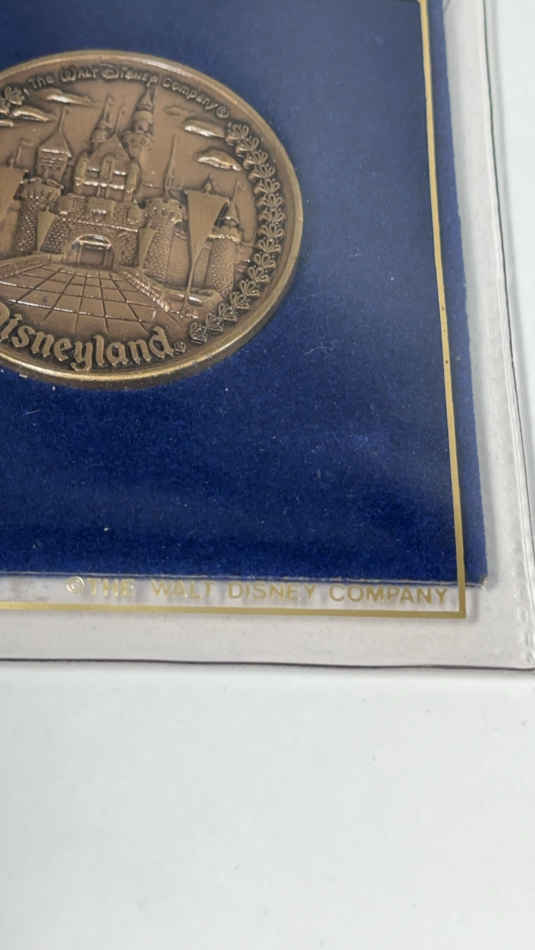 The Walt Disney Company ©
Disneyland
©THE WALT DISNEY COMPANY